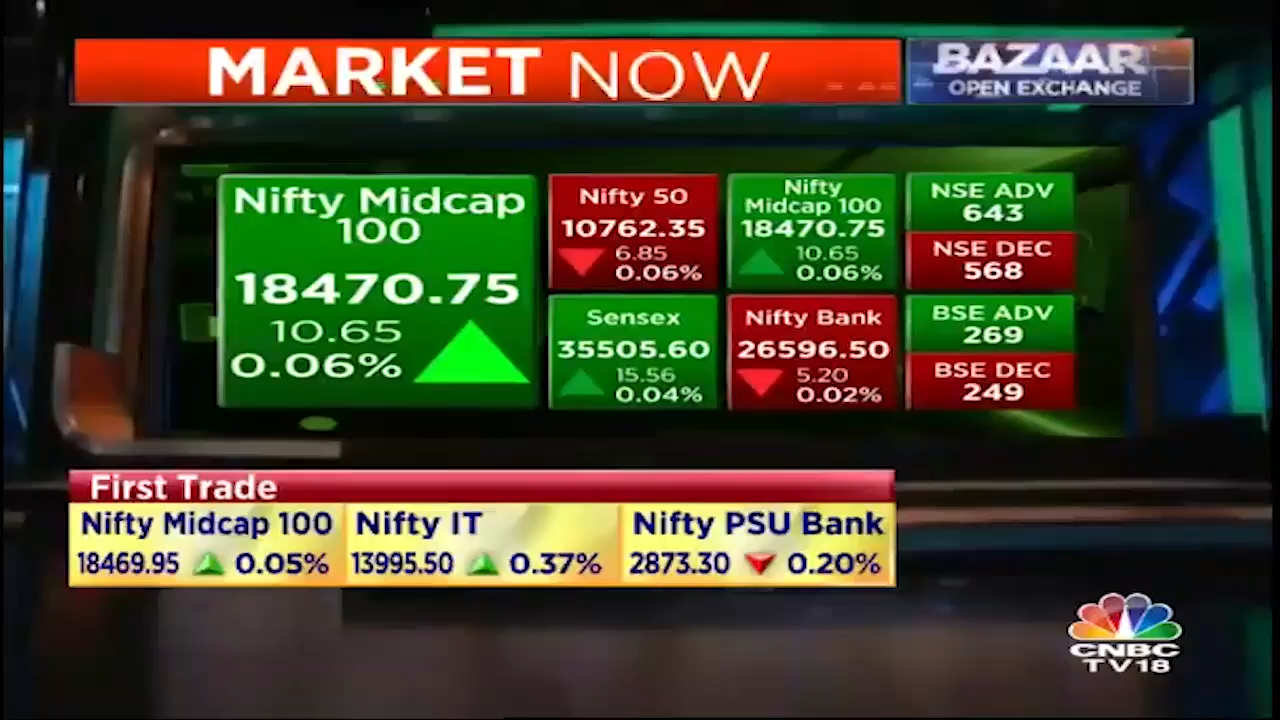 MARKET NOW
BAZAAR
OPEN EXCHANGE
Nifty Midcap
100
18470.75
10.65
0.06%
Nifty 50
10762.35
6.85
0.06%
Nifty
Midcap 100
18470.75
10.65
0.06%
NSE ADV
643
NSE DEC
568
Sensex
35505.60
15.56
0.04%
Nifty Bank
26596.50
5.20
0.02%
BSE ADV
269
BSE DEC
249
First Trade
Nifty Midcap 100
18469.95 0.05%
Nifty IT
13995.50 0.37%
Nifty PSU Bank
2873.30 0.20%
CNBC
TV18